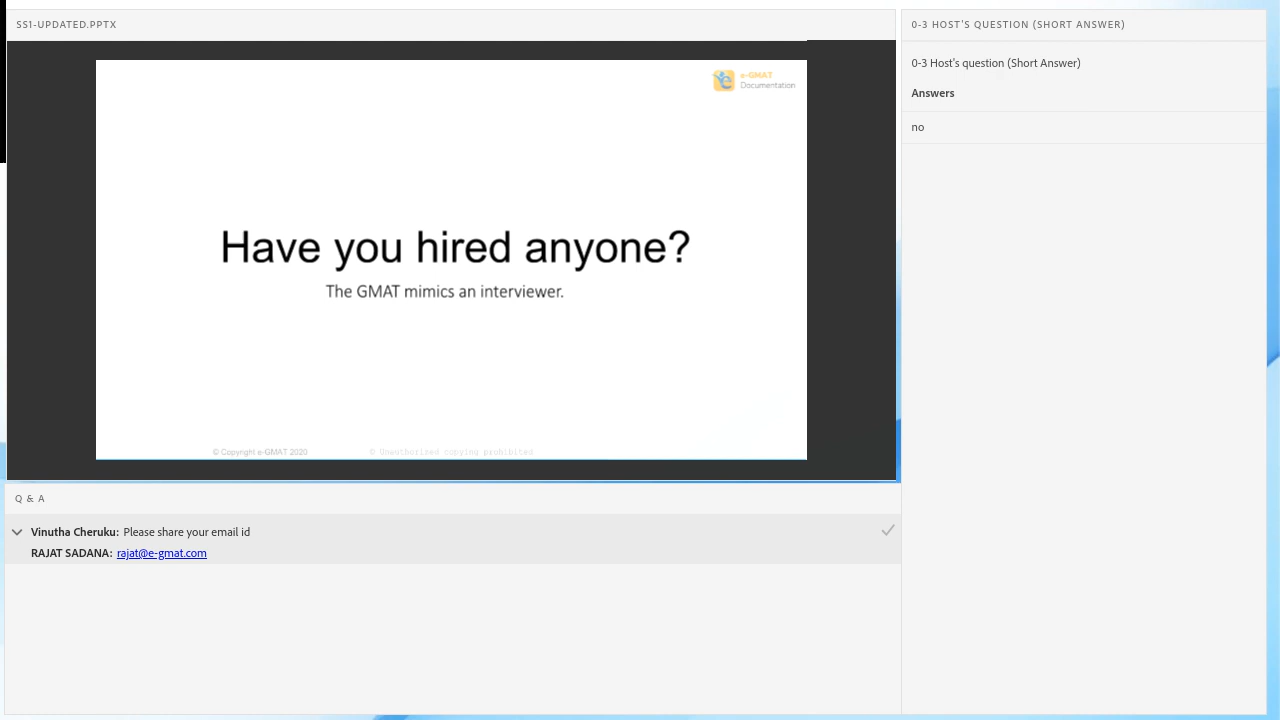 SS1-UPDATED.PPTX
e-GMAT
Documentation
Have you hired anyone?
The GMAT mimics an interviewer.
© Copyright e-GMAT 2020
© Unauthorized copying prohibited
Q & A
Vinutha Cheruku: Please share your email id
RAJAT SADANA: rajat@e-gmat.com
0-3 HOST'S QUESTION (SHORT ANSWER)
0-3 Host's question (Short Answer)
Answers
no